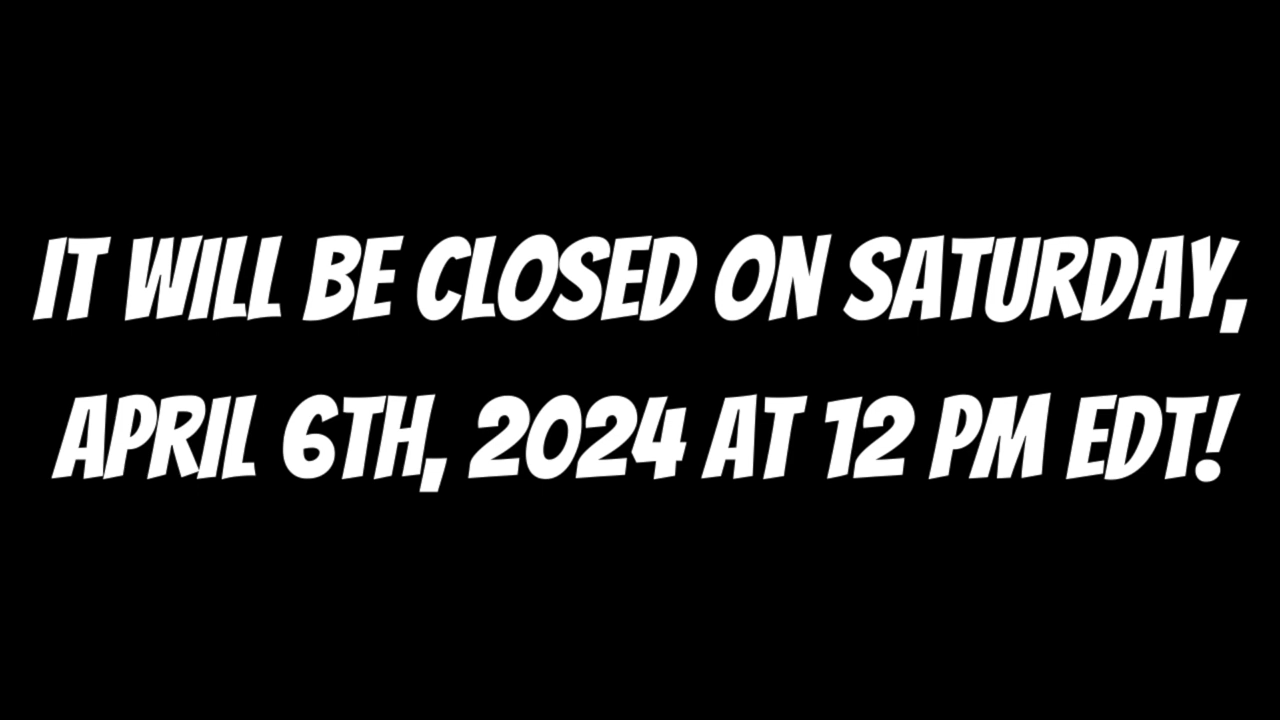 IT WILL BE CLOSED ON SATURDAY,
APRIL 6TH, 2024 AT 12 PM EDT!